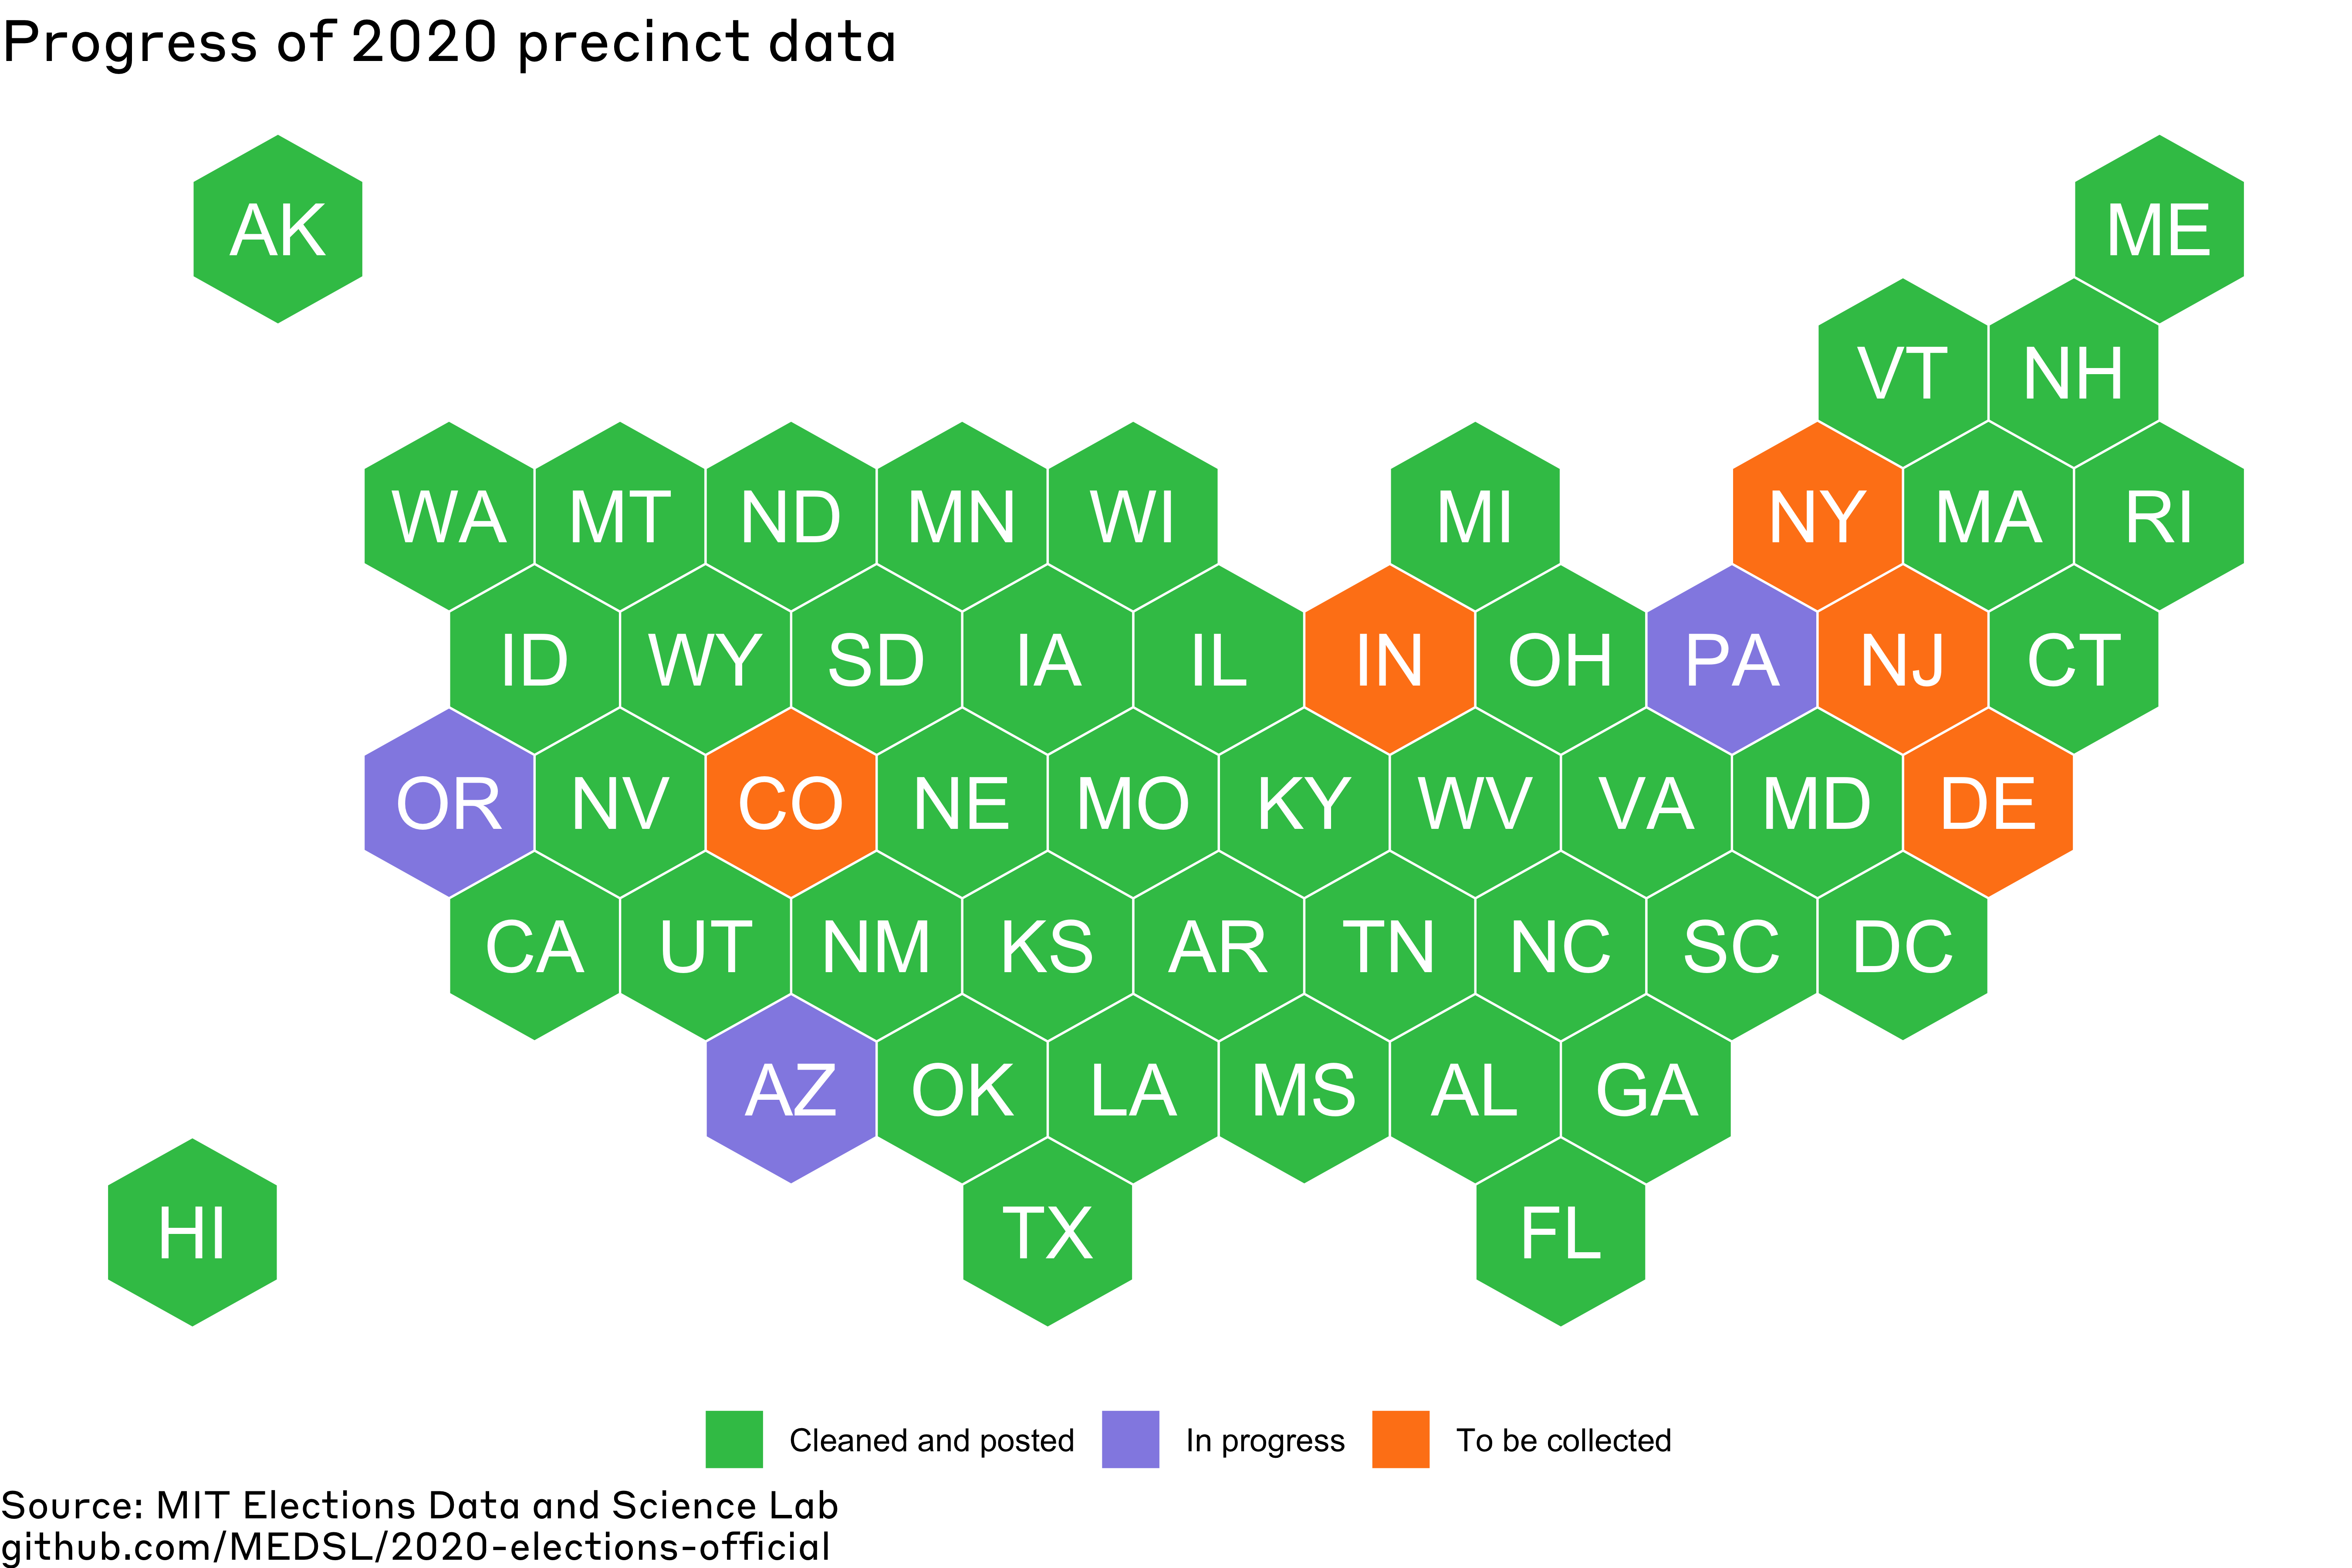 Progress of 2020 precinct data
AK ME
VT NH
WA MT ND MN WI MI NY MA RI
ID WY SD IA IL IN OH PA NJ CT
OR NV CO NE MO KY WV VA MD DE
CA UT NM KS AR TN NC SC DC
AZ OK LA MS AL GA
HI TX FL
Cleaned and posted In progress To be collected
Source: MIT Elections Data and Science Lab
github.com/MEDSL/2020-elections-official